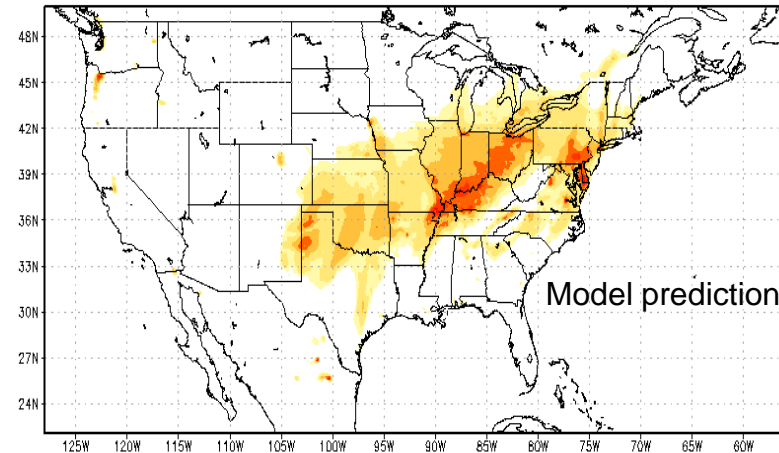 48N
45N
42N
39N
36N
33N
30N
27N
24N
Model prediction
125W 120W 115W 110W 105W 100W 95W 90W 85W 80W 75W 70W 65W 60W